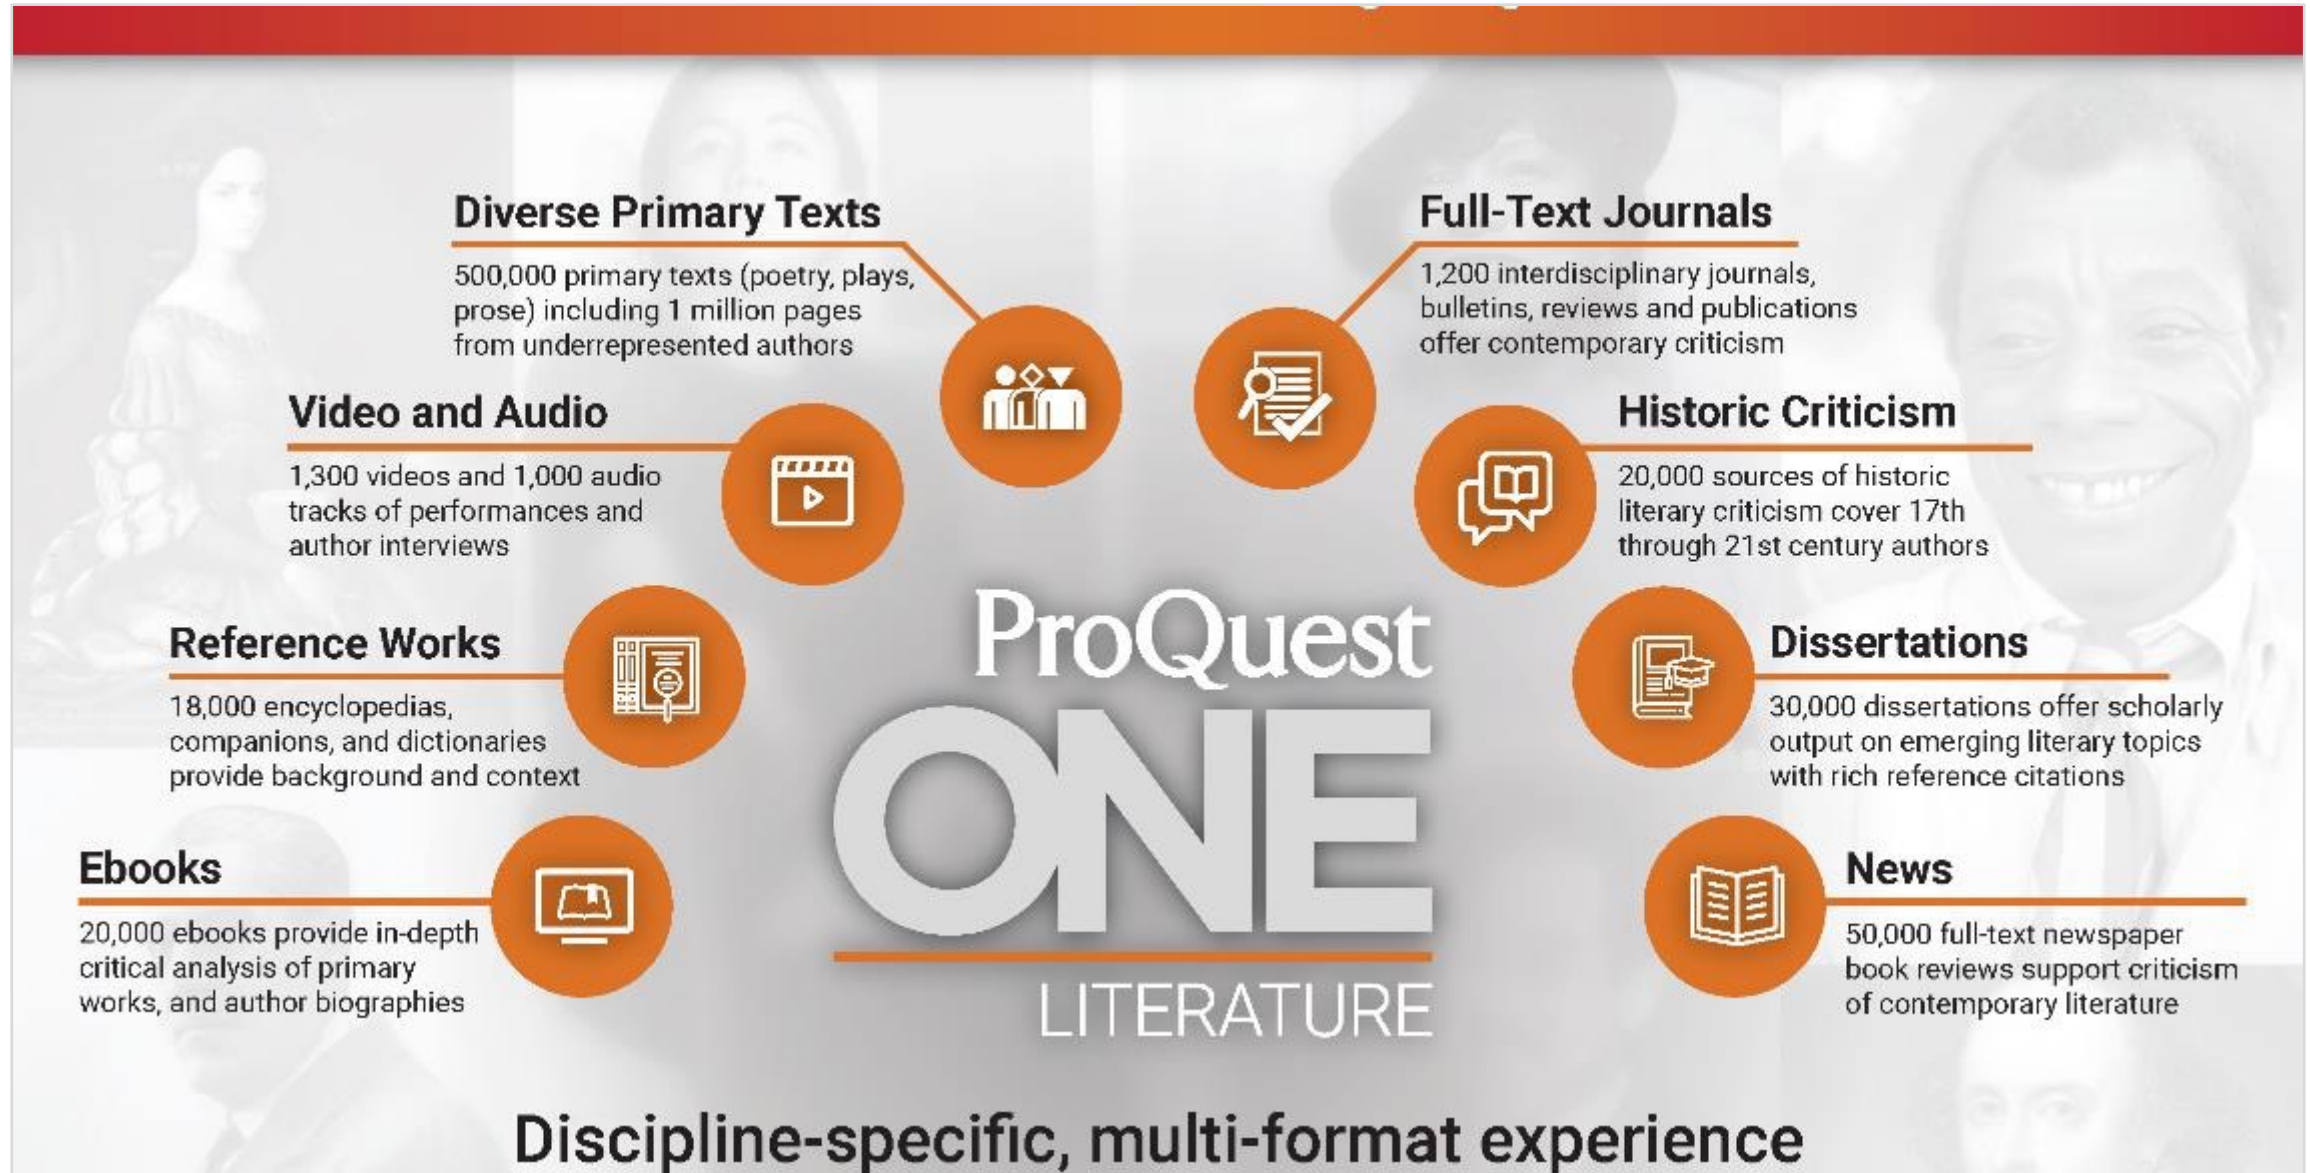 Diverse Primary Texts
500,000 primary texts (poetry, plays,
prose) including 1 million pages
from underrepresented authors
Full-Text Journals
1,200 interdisciplinary journals,
bulletins, reviews and publications
offer contemporary criticism
Video and Audio
1,300 videos and 1,000 audio
tracks of performances and
author interviews
Historic Criticism
20,000 sources of historic
literary criticism cover 17th
through 21st century authors
Reference Works
18,000 encyclopedias,
companions, and dictionaries
provide background and context
Dissertations
30,000 dissertations offer scholarly
output on emerging literary topics
with rich reference citations
Ebooks
20,000 ebooks provide in-depth
critical analysis of primary
works, and author biographies
News
50,000 full-text newspaper
book reviews support criticism
of contemporary literature
ProQuest
ONE
LITERATURE
Discipline-specific, multi-format experience